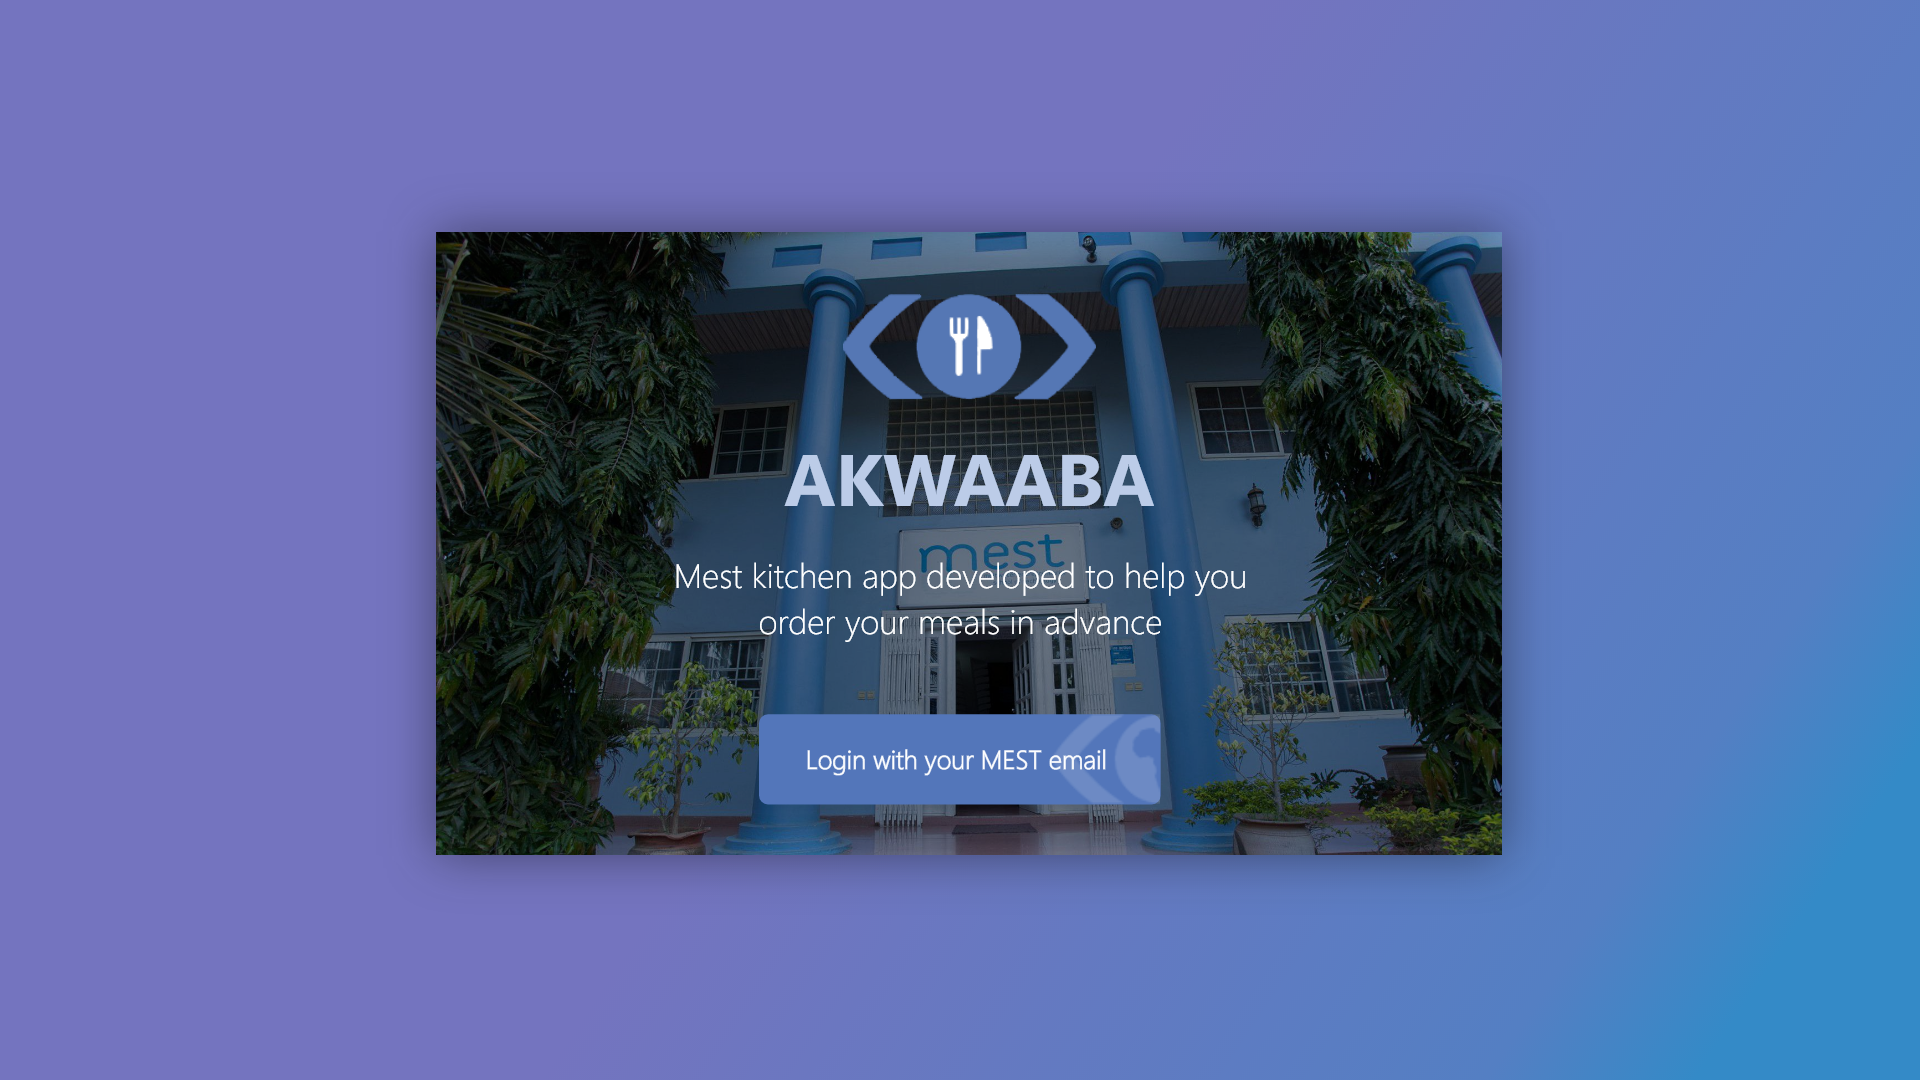 AKWAABA
mest
Mest kitchen app developed to help you
order your meals in advance
Login with your MEST email